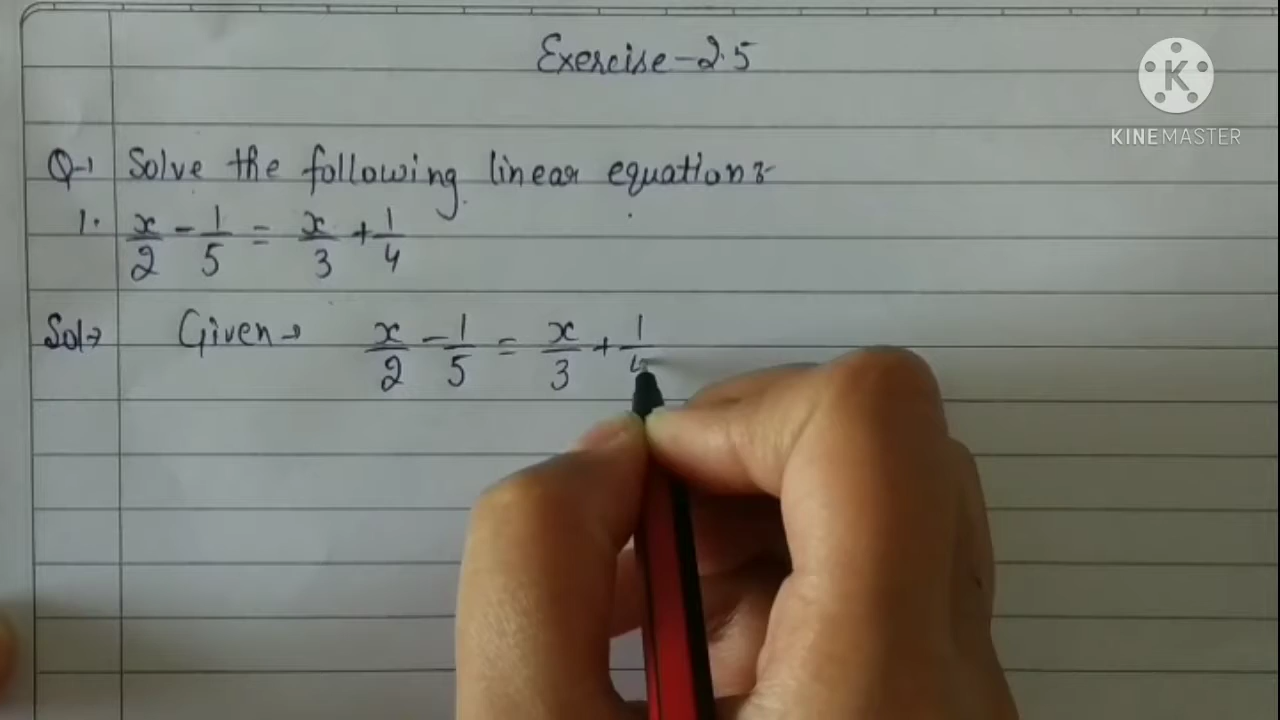 Exercise-2.5
K
KINEMASTER
Q-1 Solve the following linear equation:-
1. x/2 - 1/5 = x/3 + 1/4
Sol→ Given→ x/2 - 1/5 = x/3 + 1/4